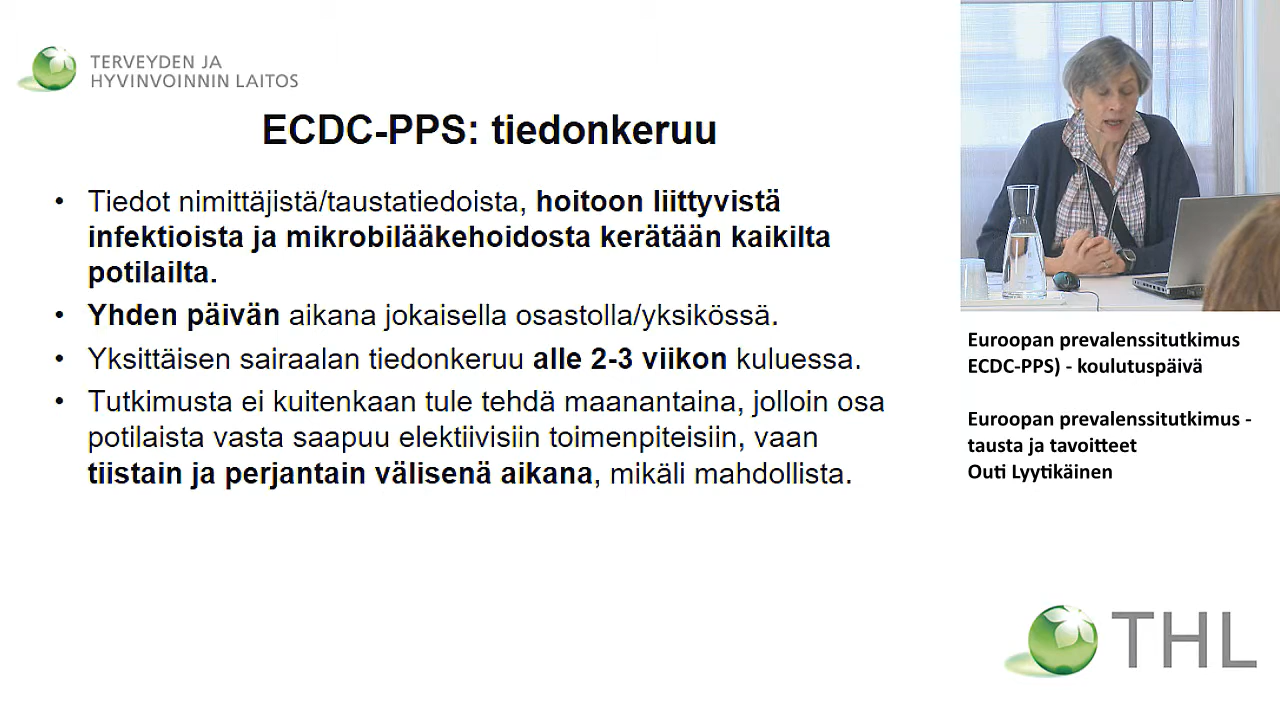 TERVEYDEN JA
HYVINVOINNIN LAITOS
ECDC-PPS: tiedonkeruu
• Tiedot nimittäjistä/taustatiedoista, hoitoon liittyvistä
infektioista ja mikrobilääkehoidosta kerätään kaikilta
potilailta.
• Yhden päivän aikana jokaisella osastolla/yksikössä.
• Yksittäisen sairaalan tiedonkeruu alle 2-3 viikon kuluessa.
• Tutkimusta ei kuitenkaan tule tehdä maanantaina, jolloin osa
potilaista vasta saapuu elektiivisiin toimenpiteisiin, vaan
tiistain ja perjantain välisenä aikana, mikäli mahdollista.
Euroopan prevalenssitutkimus
ECDC-PPS) - koulutuspäivä
Euroopan prevalenssitutkimus -
tausta ja tavoitteet
Outi Lyytikäinen
THL